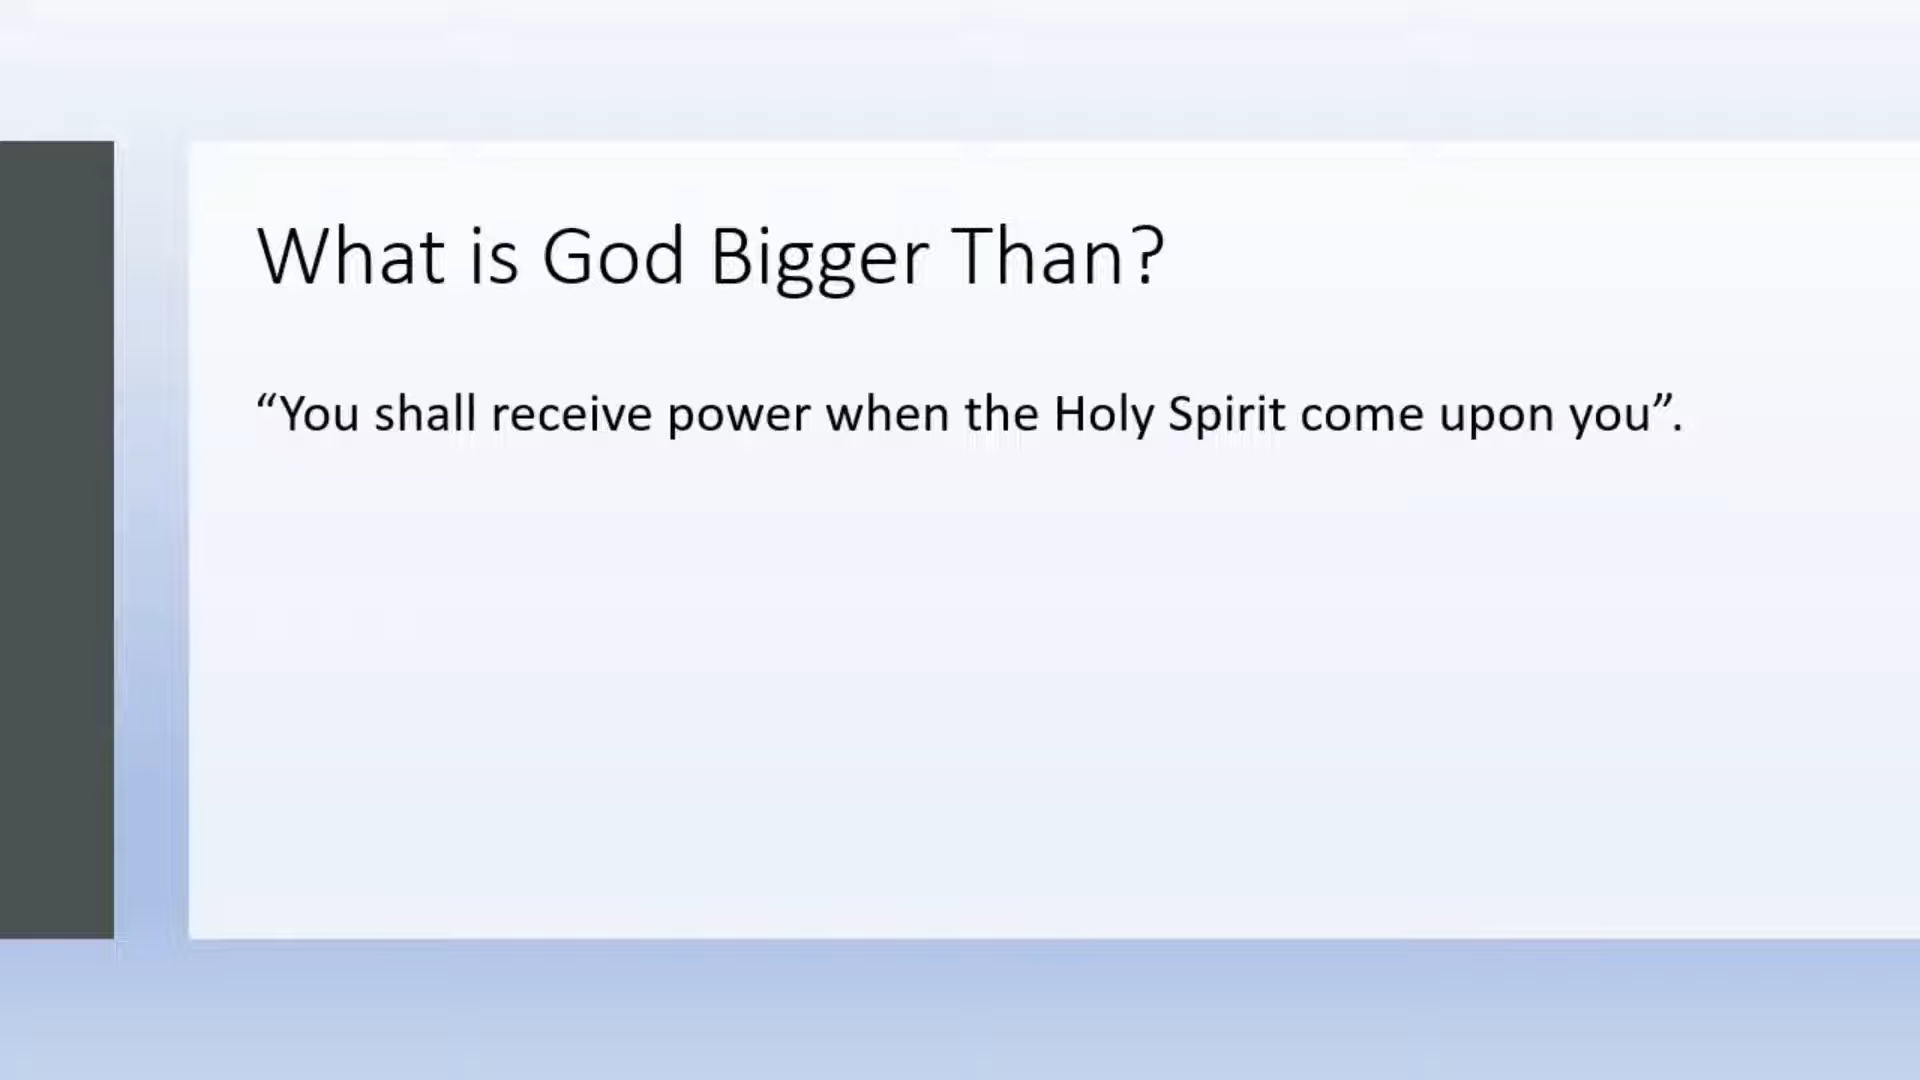 What is God Bigger Than?
“You shall receive power when the Holy Spirit come upon you”.